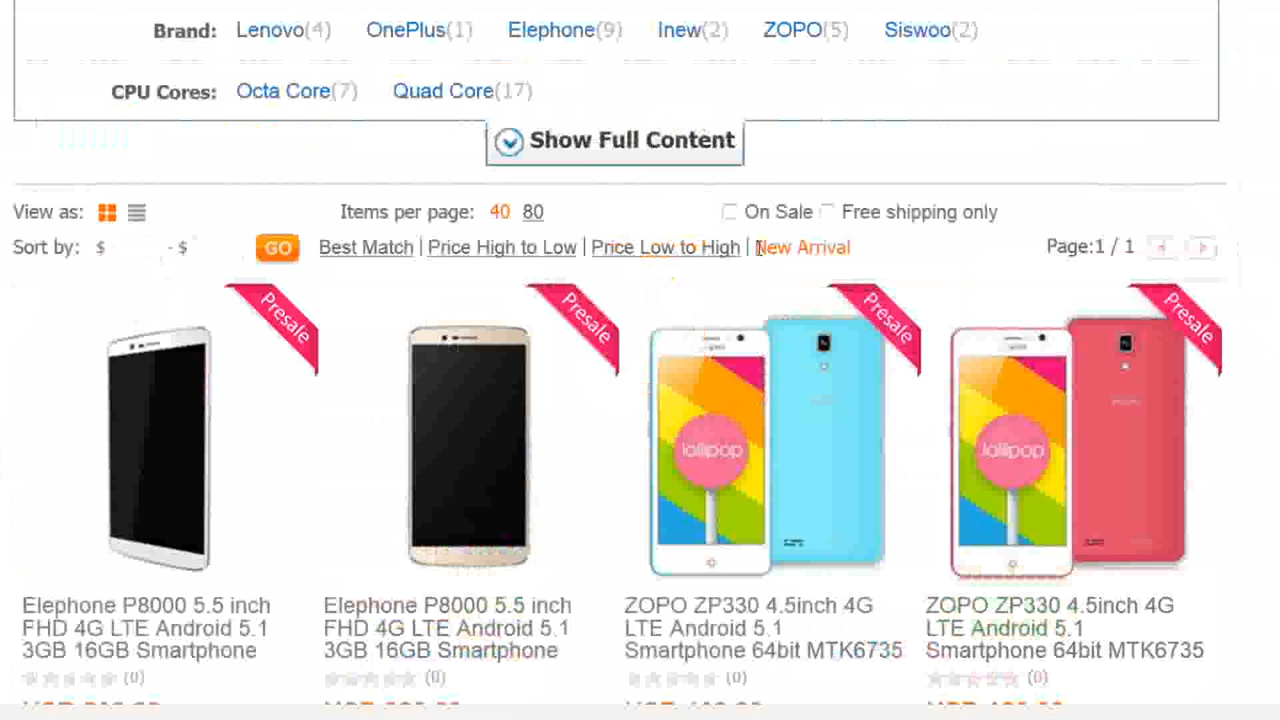 Brand: Lenovo(4) OnePlus(1) Elephone(9) Inew(2) ZOPO(5) Siswoo(2)
CPU Cores: Octa Core(7) Quad Core(17)
Show Full Content
View as: Items per page: 40 80 On Sale Free shipping only
Sort by: $ - $ GO Best Match | Price High to Low | Price Low to High | New Arrival Page:1 / 1
Presale Presale Presale Presale
lollipop lollipop
Elephone P8000 5.5 inch Elephone P8000 5.5 inch ZOPO ZP330 4.5inch 4G ZOPO ZP330 4.5inch 4G
FHD 4G LTE Android 5.1 FHD 4G LTE Android 5.1 LTE Android 5.1 LTE Android 5.1
3GB 16GB Smartphone 3GB 16GB Smartphone Smartphone 64bit MTK6735 Smartphone 64bit MTK6735
(0) (0) (0) (0)